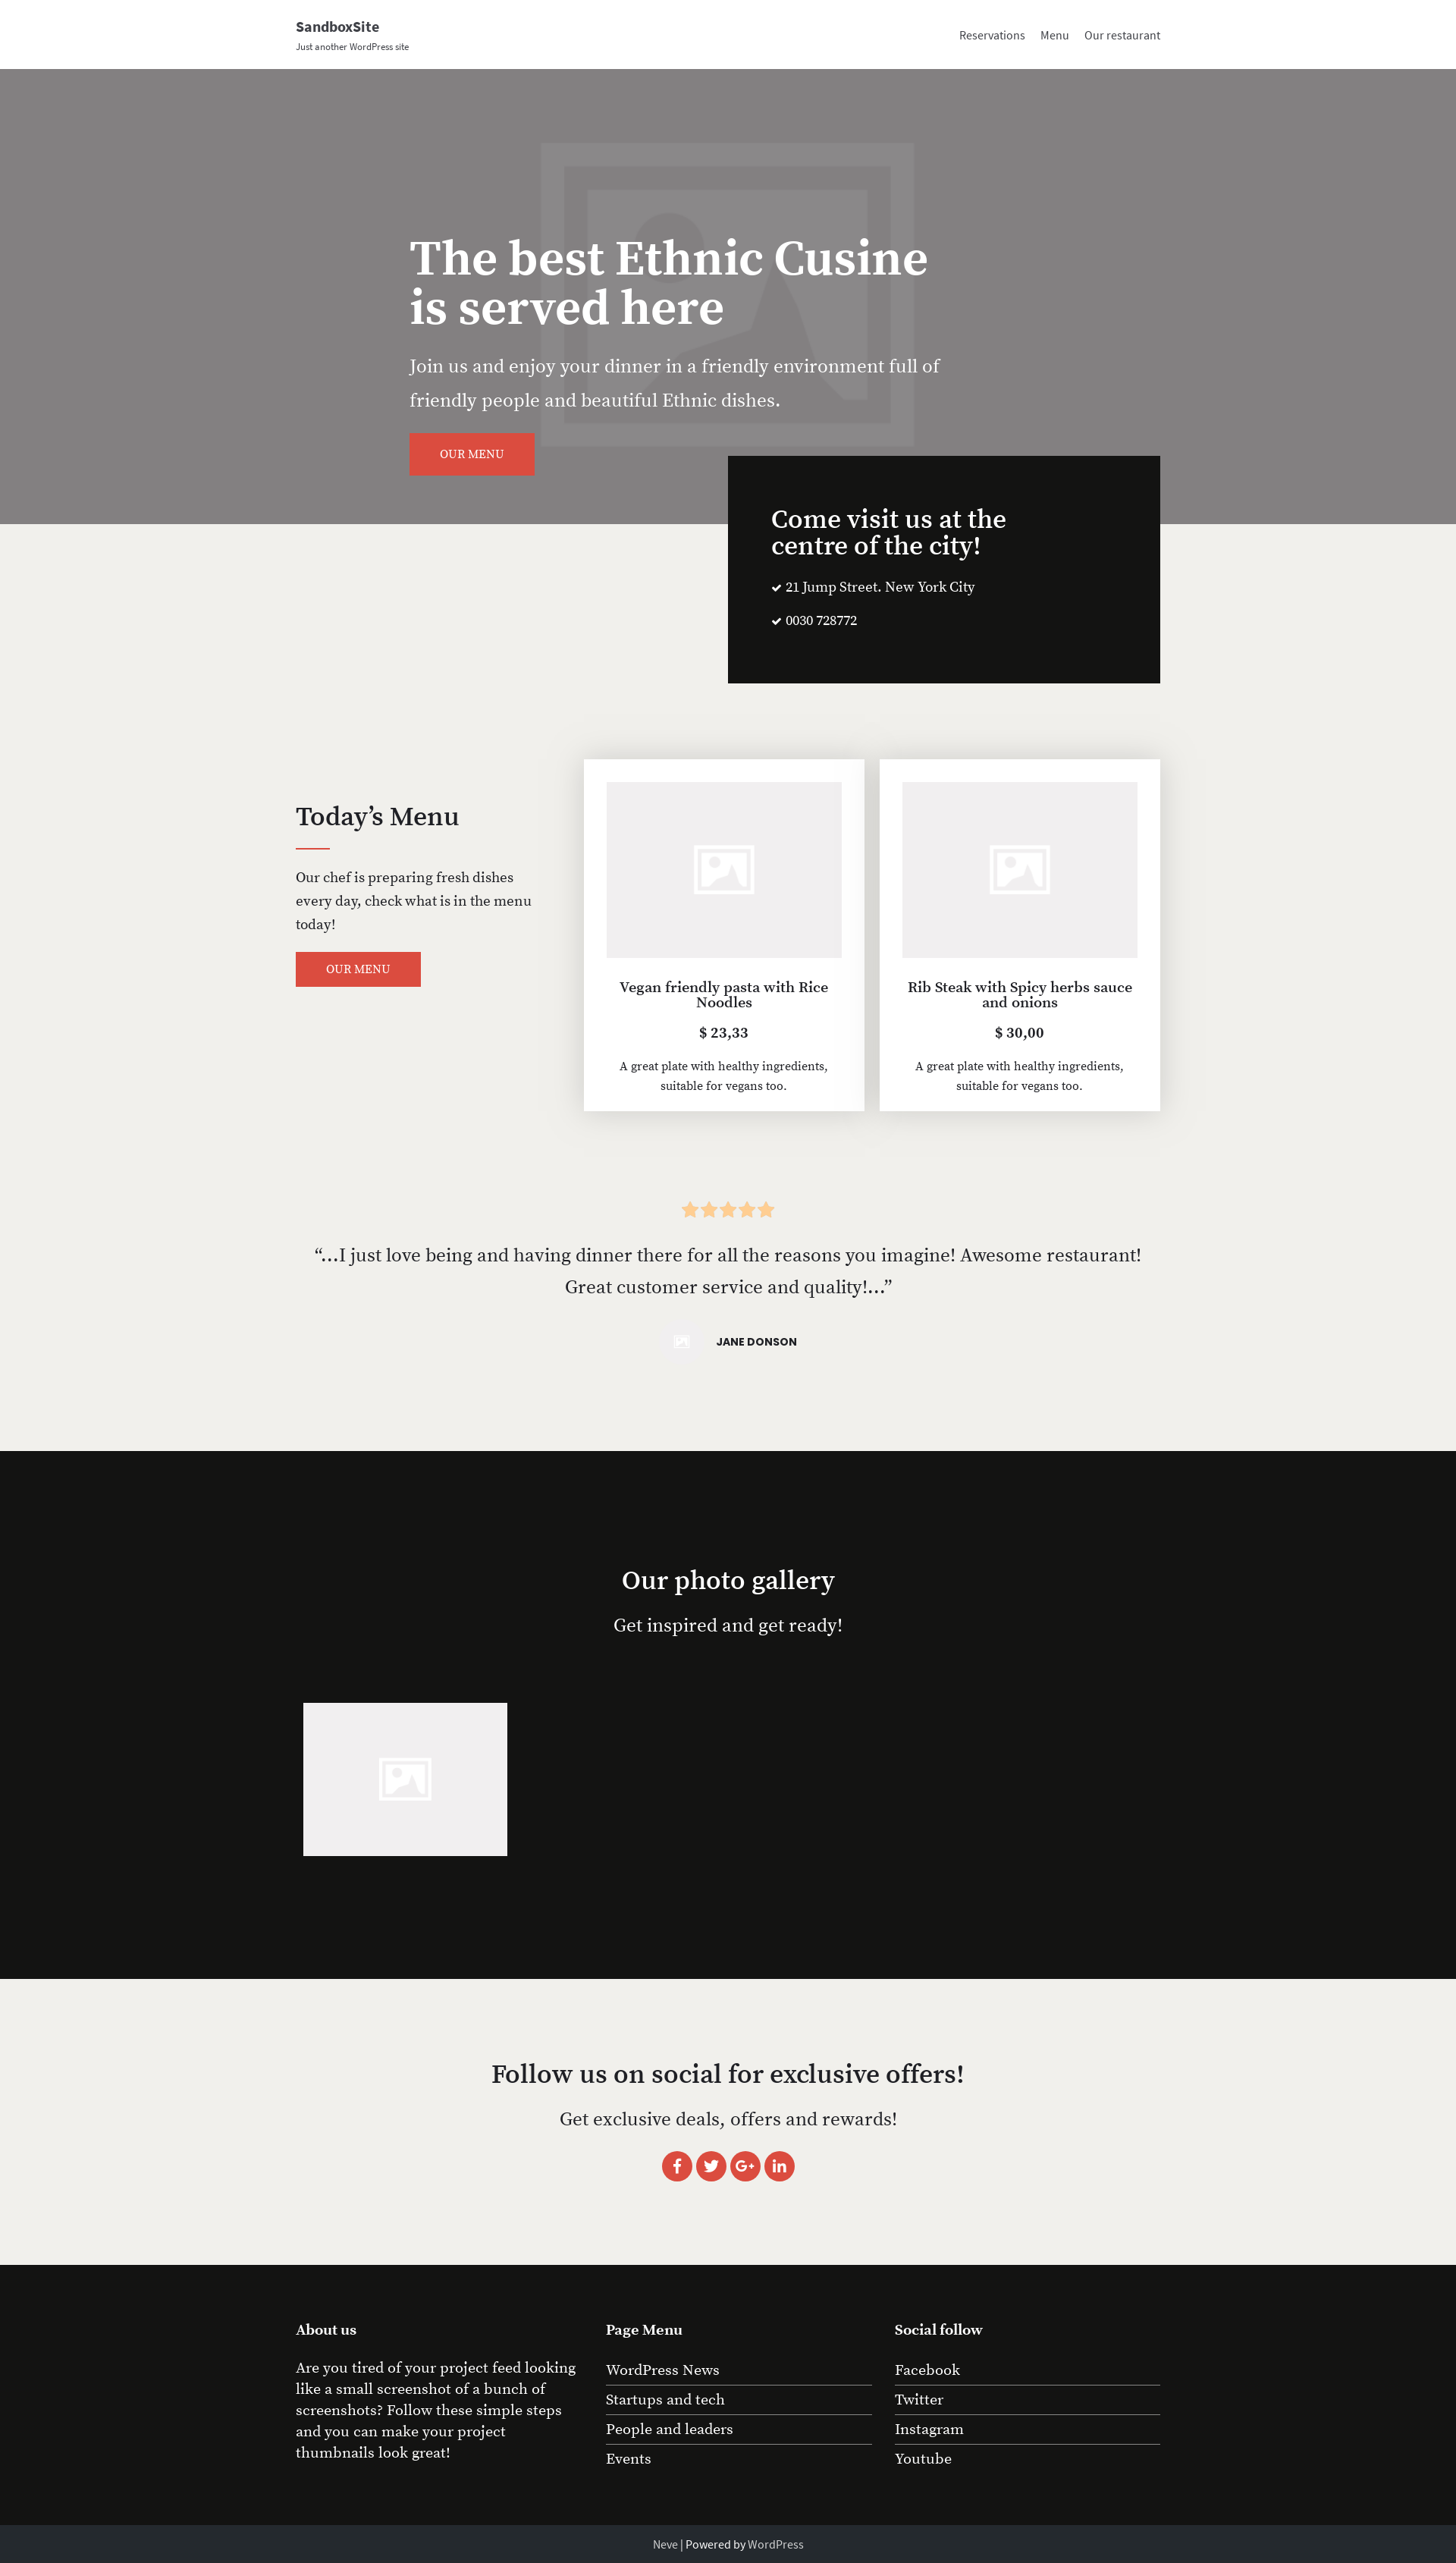 SandboxSite
Just another WordPress site
Reservations Menu Our restaurant
The best Ethnic Cusine
is served here
Join us and enjoy your dinner in a friendly environment full of
friendly people and beautiful Ethnic dishes.
OUR MENU
Come visit us at the
centre of the city!
21 Jump Street. New York City
0030 728772
Today’s Menu
Our chef is preparing fresh dishes
every day, check what is in the menu
today!
OUR MENU
Vegan friendly pasta with Rice
Noodles
$ 23,33
A great plate with healthy ingredients,
suitable for vegans too.
Rib Steak with Spicy herbs sauce
and onions
$ 30,00
A great plate with healthy ingredients,
suitable for vegans too.
“…I just love being and having dinner there for all the reasons you imagine! Awesome restaurant!
Great customer service and quality!…”
JANE DONSON
Our photo gallery
Get inspired and get ready!
Follow us on social for exclusive offers!
Get exclusive deals, offers and rewards!
About us
Are you tired of your project feed looking
like a small screenshot of a bunch of
screenshots? Follow these simple steps
and you can make your project
thumbnails look great!
Page Menu
WordPress News
Startups and tech
People and leaders
Events
Social follow
Facebook
Twitter
Instagram
Youtube
Neve | Powered by WordPress